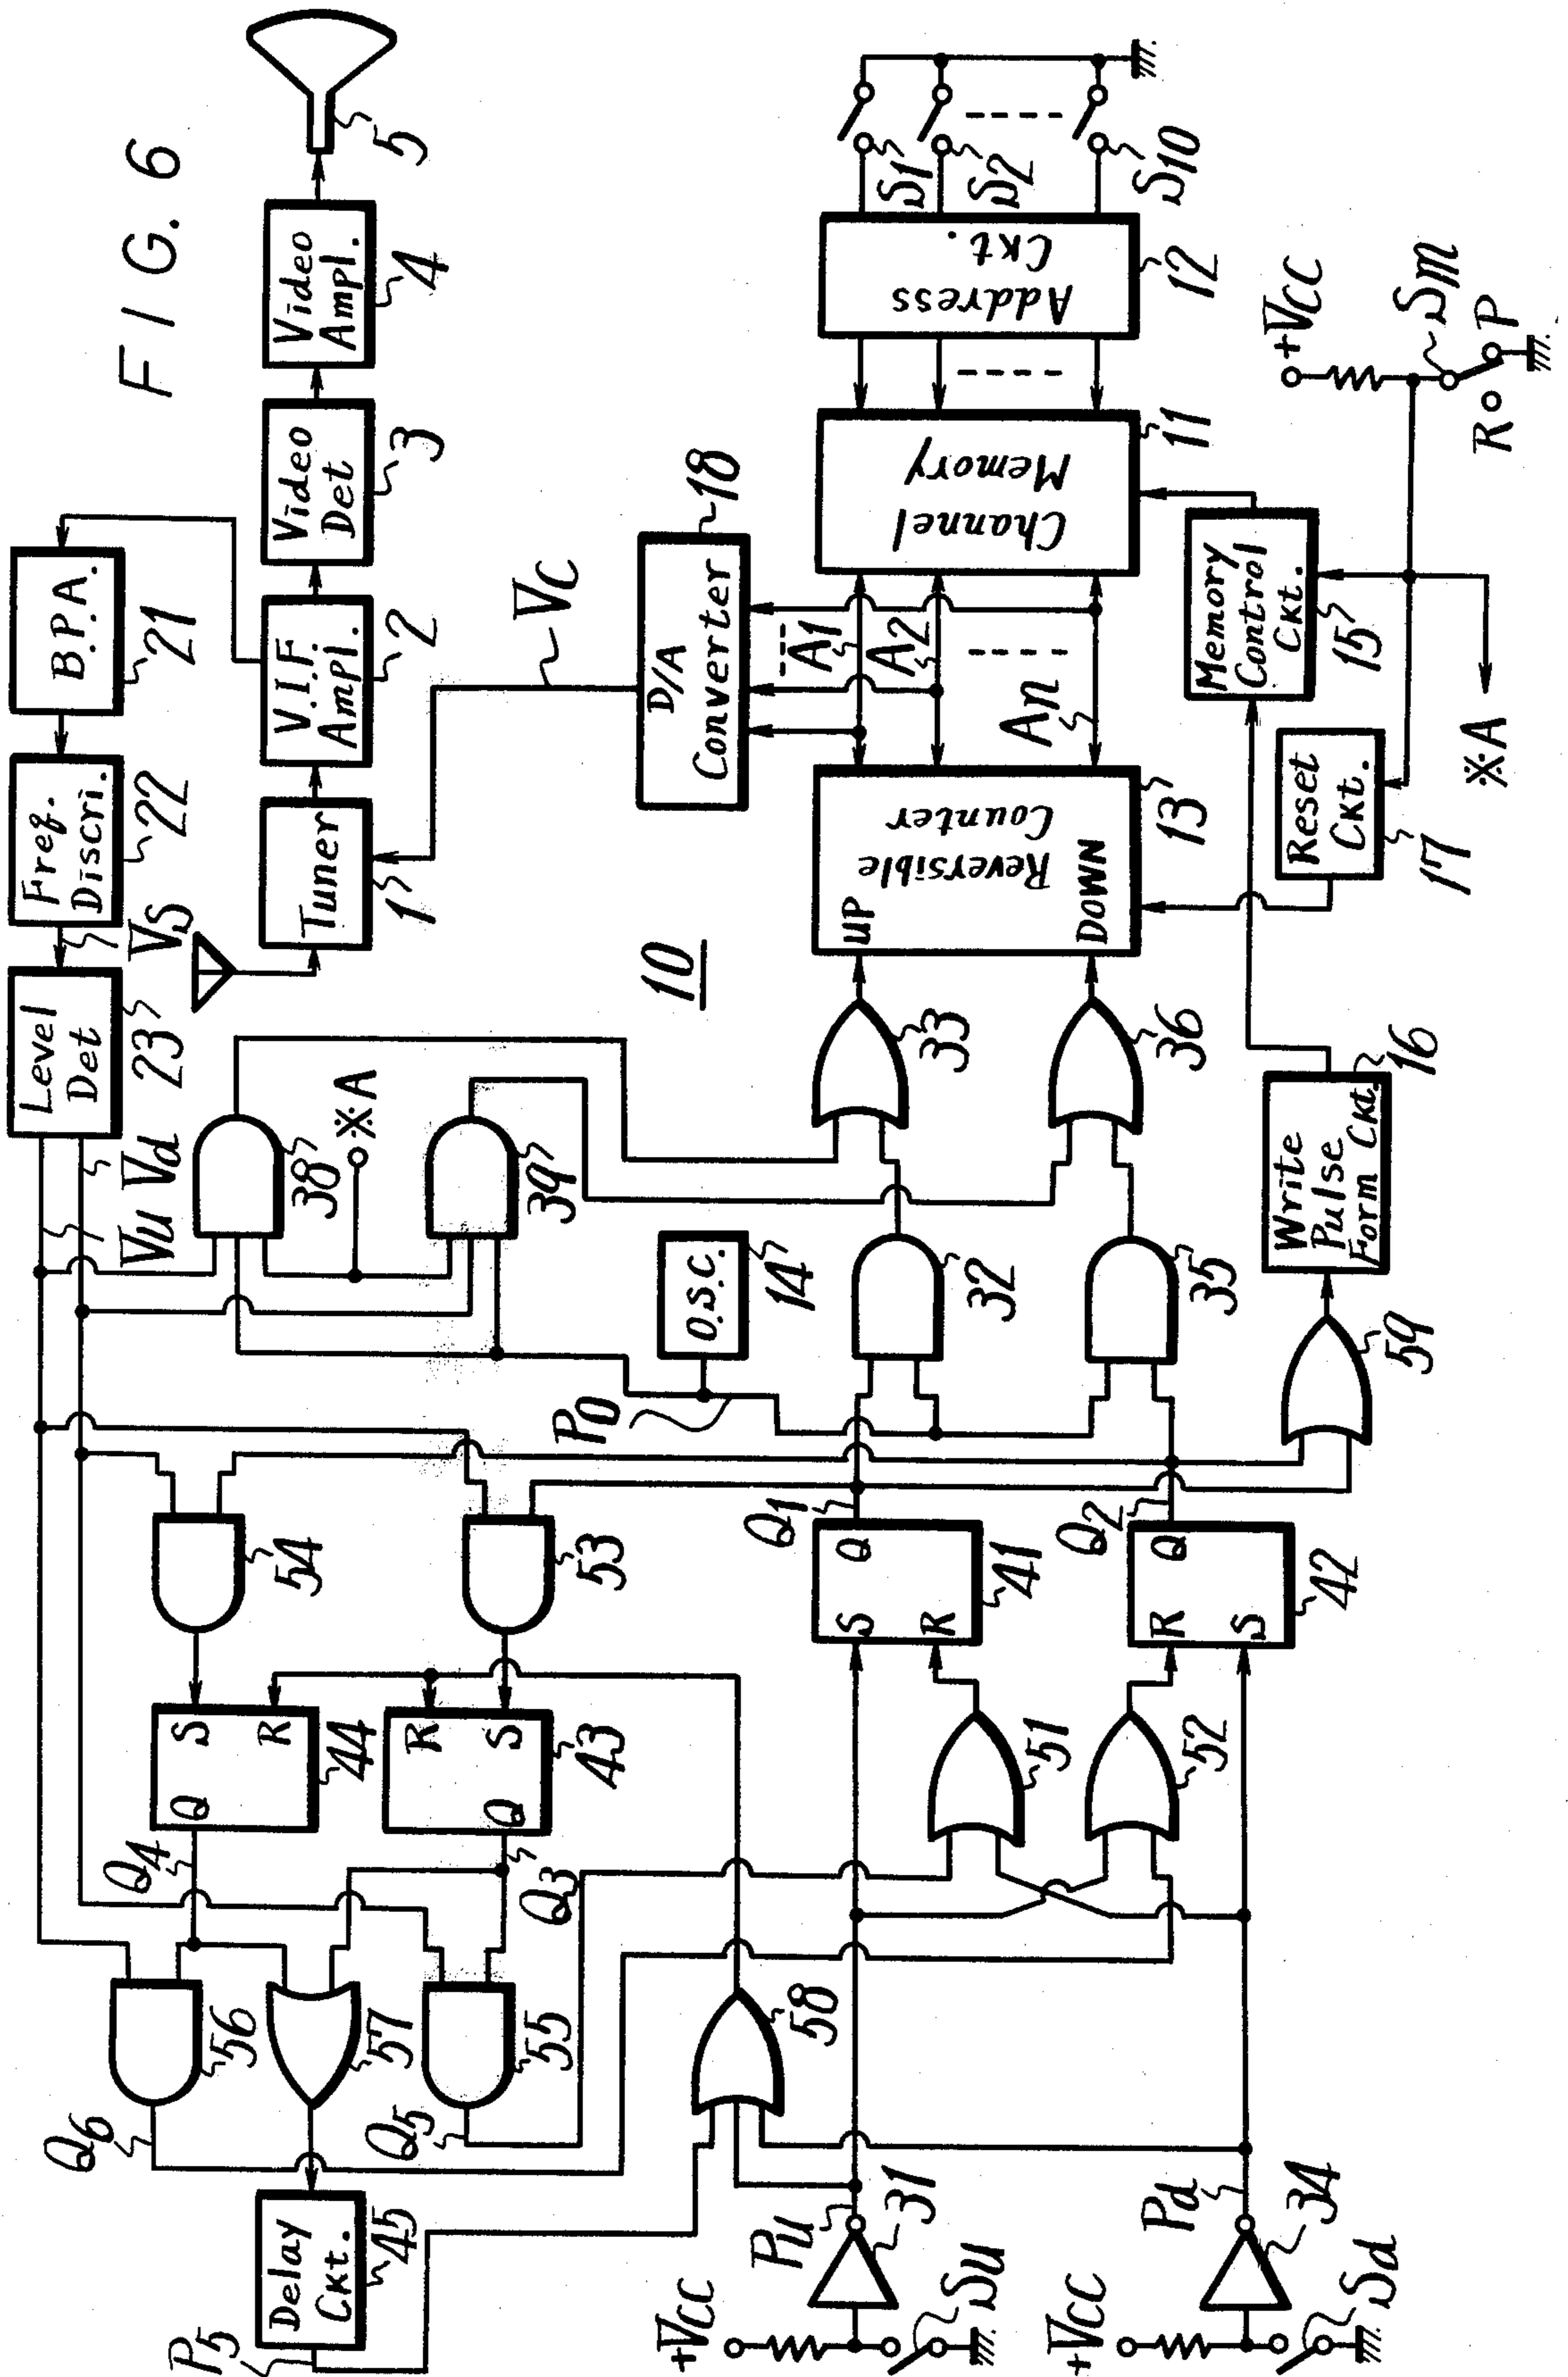 FIG. 6
B.P.A.
21
Freq.
Discri.
22
VS
Level
Det
23
Vu
Vd
Tuner
1
V.I.F.
Ampl.
2
Video
Det
3
Video
Ampl.
4
5
VC
D/A
Converter
18
38
※A
39
O.S.C.
14
P0
10
54
53
S
R
Q
44
Q4
R
S
Q
43
Q3
56
Q6
57
55
Q5
Delay
Ckt.
45
P5
58
+VCC
Pu
31
Su
+VCC
Pd
34
Sd
51
52
S
R
Q
41
Q1
R
S
Q
42
Q2
32
35
33
36
59
Write
Pulse
Form Ckt.
16
UP
DOWN
Reversible
Counter
13
A1
A2
An
Channel
Memory
11
Address
Ckt.
12
S1
S2
S10
Reset
Ckt.
17
Memory
Control
Ckt.
15
※A
+VCC
Sm
R
P